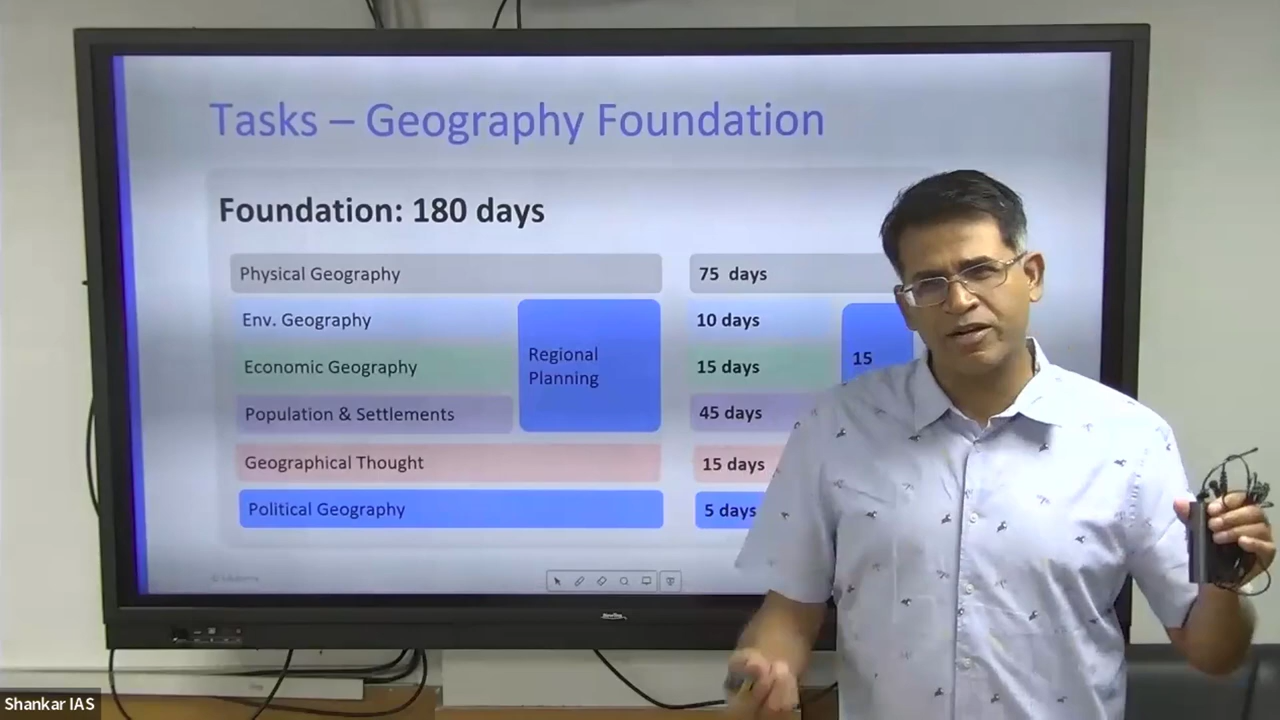 Tasks – Geography Foundation
Foundation: 180 days
Physical Geography
75 days
Env. Geography
10 days
Regional
Planning
15
Economic Geography
15 days
Population & Settlements
45 days
Geographical Thought
15 days
Political Geography
5 days
Shankar IAS